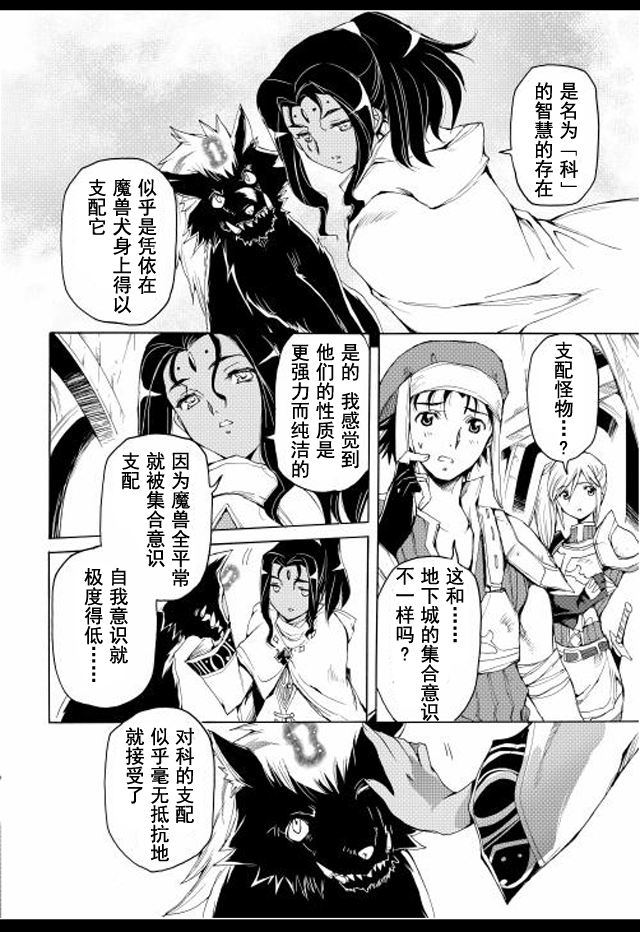 是名为「科」
的智慧的存在
似乎是凭依在
魔兽犬身上得以
支配它
支配怪物…？
这和……
地下城的集合意识
不一样吗？
是的 我感觉到
他们的性质是
更强力而纯洁的
因为魔兽全平常
就被集合意识
支配
自我意识就
极度得低……
对科的支配
似乎毫无抵抗地
就接受了